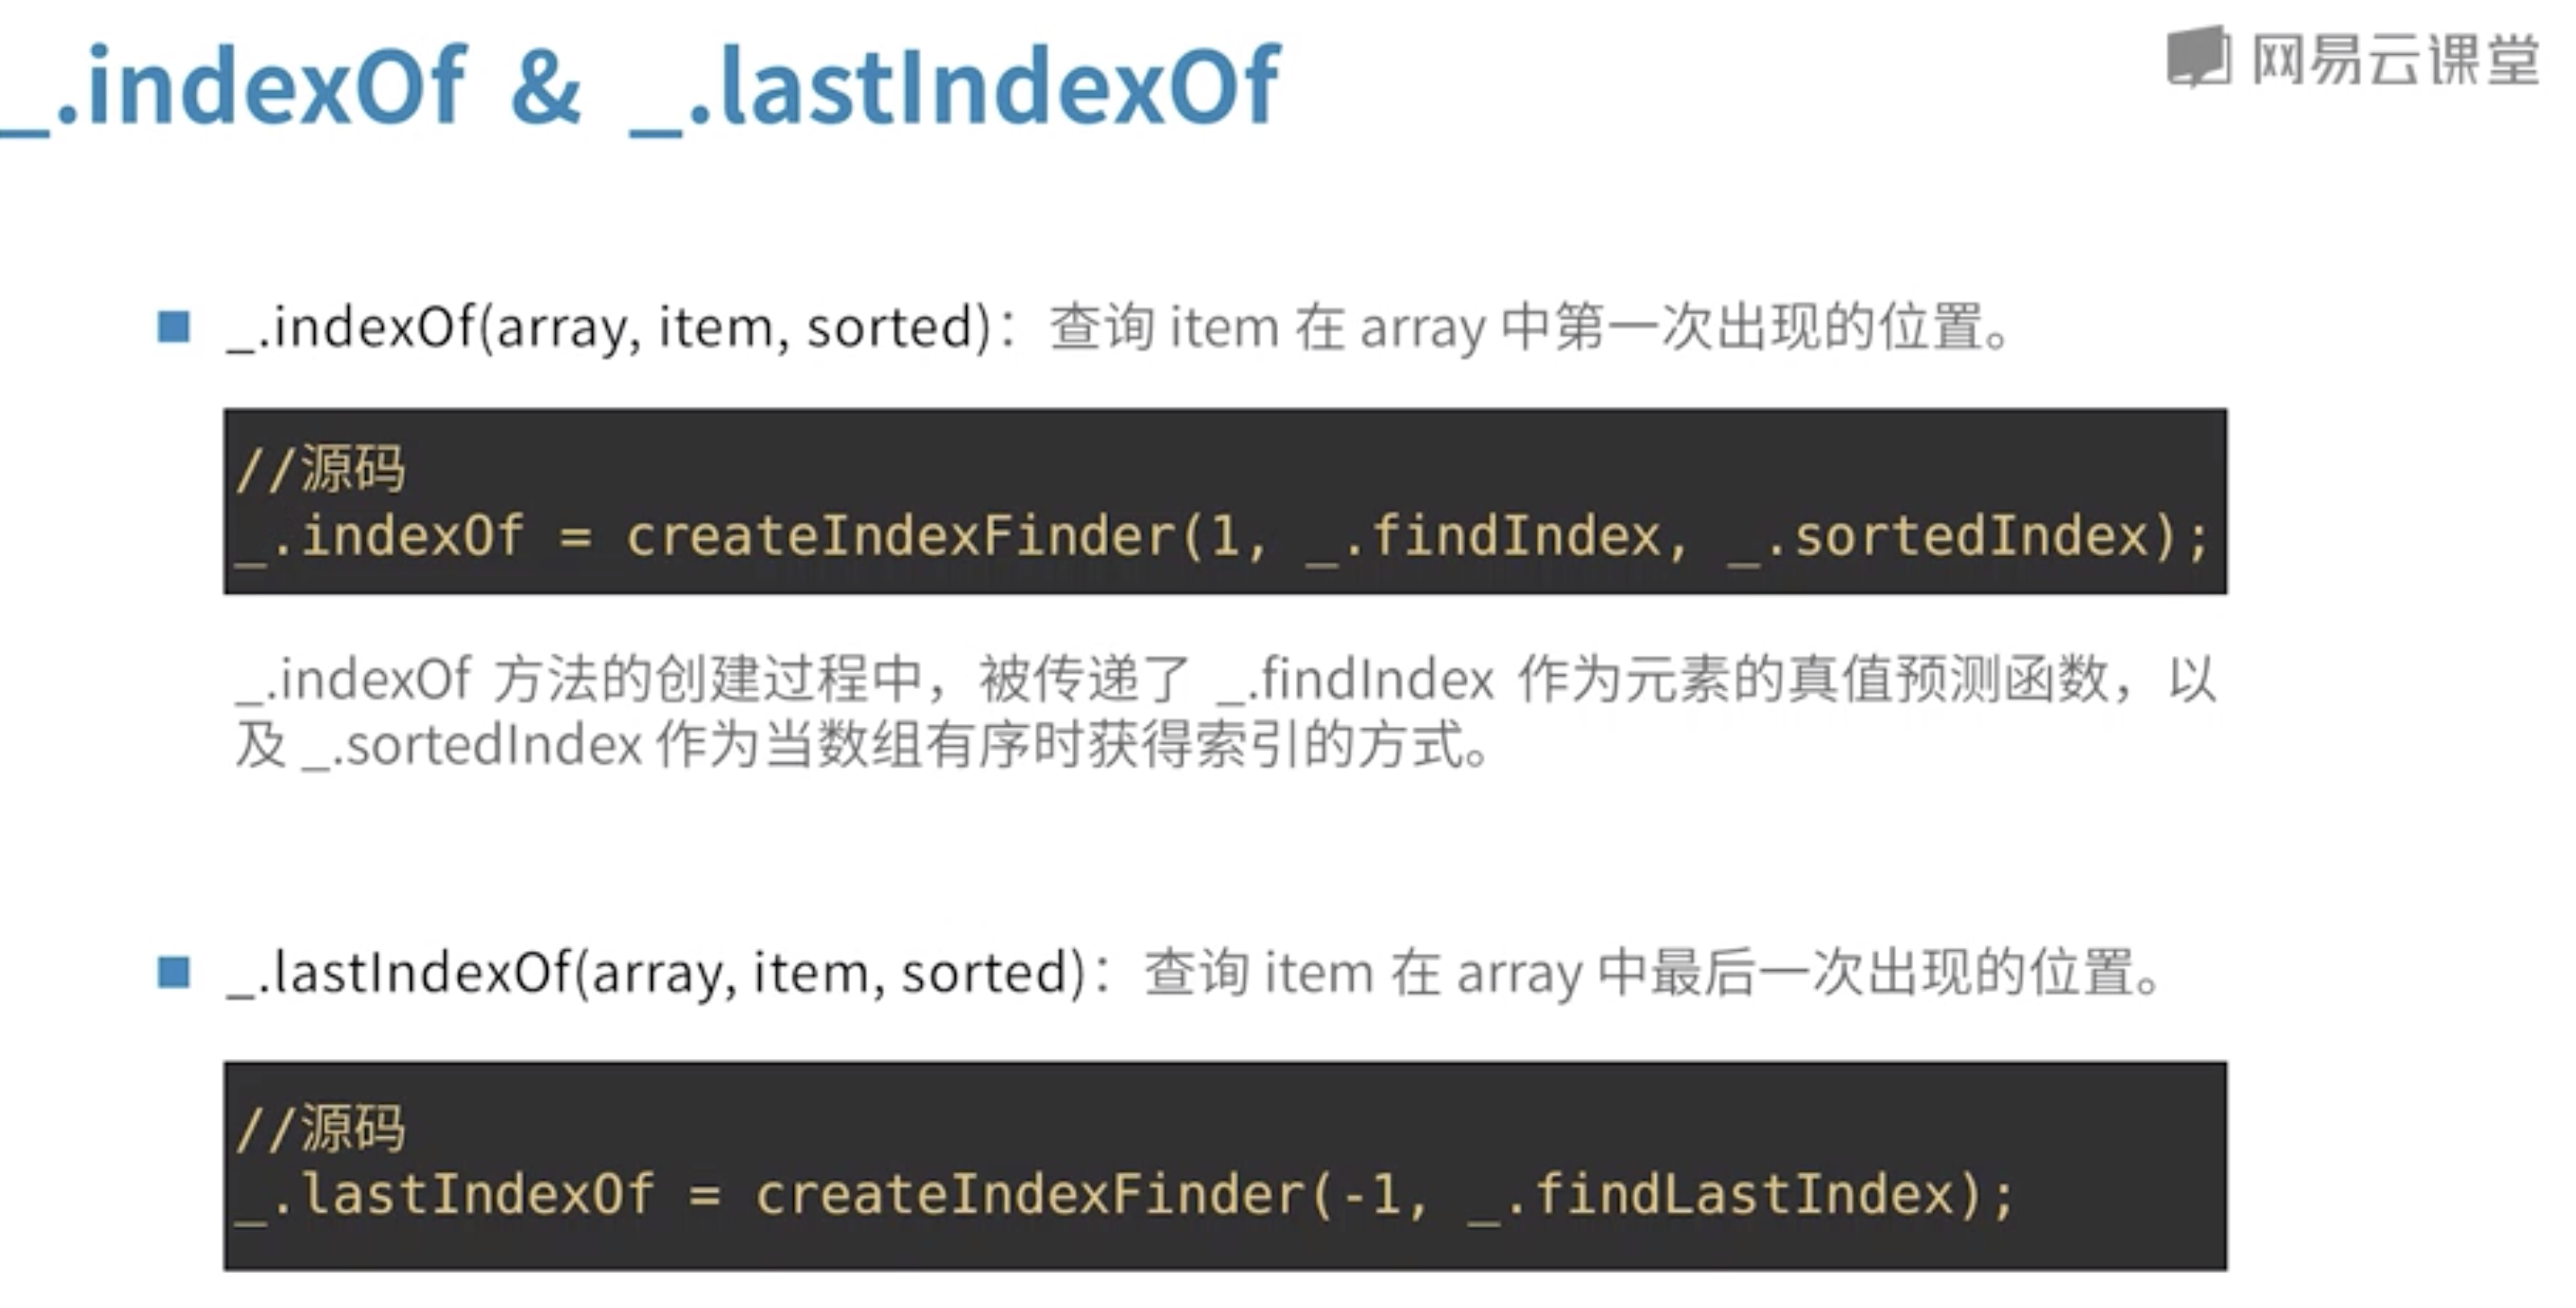 _.indexOf & _.lastIndexOf
网易云课堂
_.indexOf(array, item, sorted)：查询 item 在 array 中第一次出现的位置。
//源码
_.indexOf = createIndexFinder(1, _.findIndex, _.sortedIndex);
_.indexOf 方法的创建过程中，被传递了 _.findIndex 作为元素的真值预测函数，以
及 _.sortedIndex 作为当数组有序时获得索引的方式。
_.lastIndexOf(array, item, sorted)：查询 item 在 array 中最后一次出现的位置。
//源码
_.lastIndexOf = createIndexFinder(-1, _.findLastIndex);